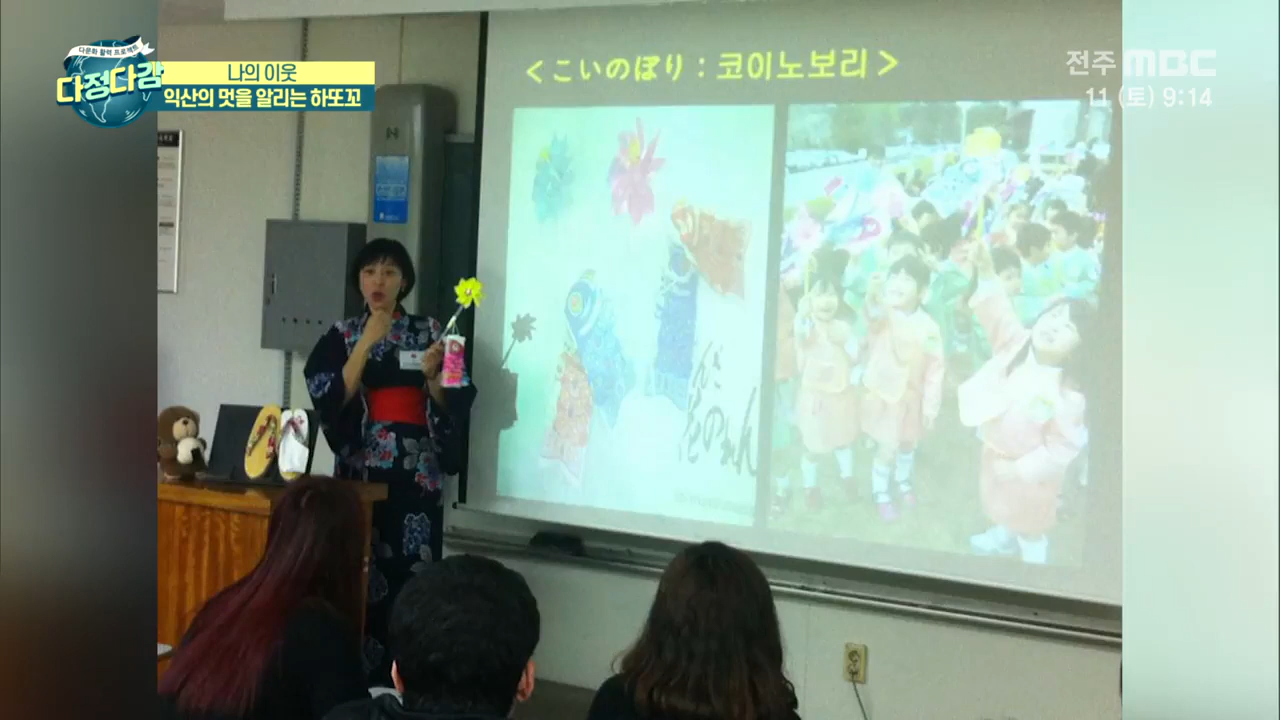 다문화 활력 프로젝트
다정다감
나의 이웃
익산의 멋을 알리는 하또꼬
전주 MBC
11 (토) 9:14
<こいのぼり : 코이노보리>